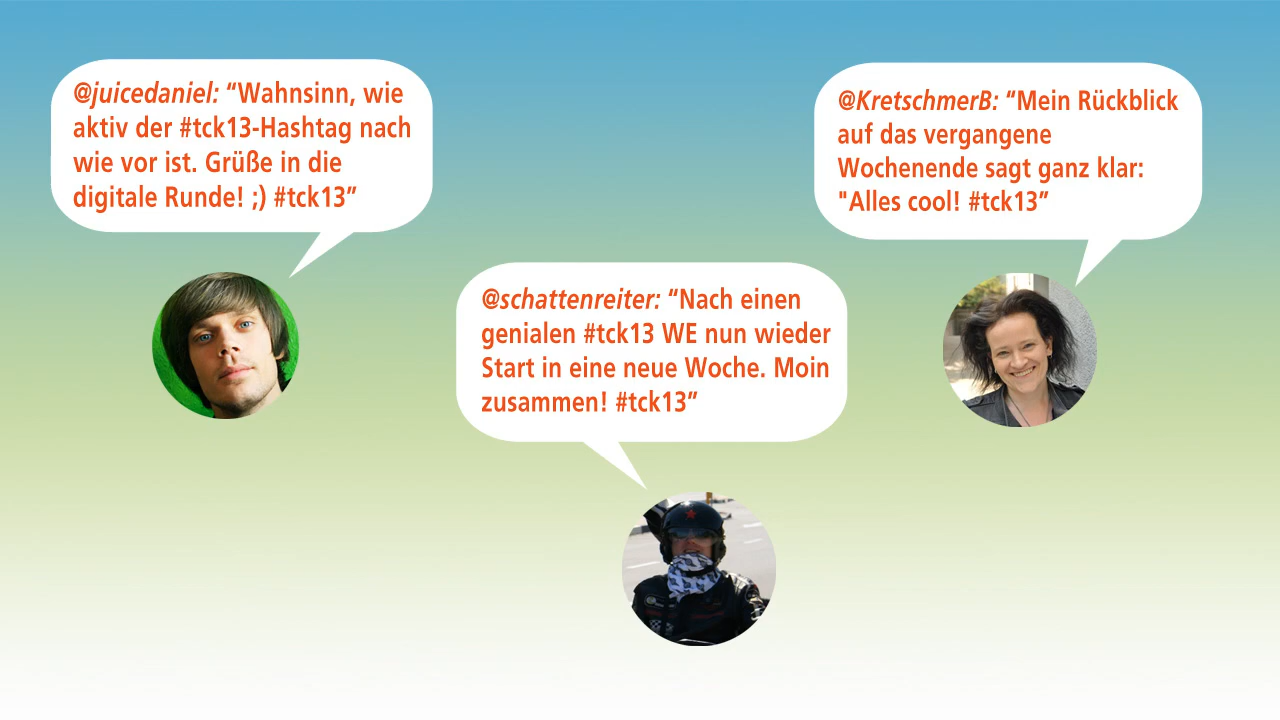 @juicedaniel: “Wahnsinn, wie
aktiv der #tck13-Hashtag nach
wie vor ist. Grüße in die
digitale Runde! ;) #tck13”
@schattenreiter: “Nach einen
genialen #tck13 WE nun wieder
Start in eine neue Woche. Moin
zusammen! #tck13”
@KretschmerB: “Mein Rückblick
auf das vergangene
Wochenende sagt ganz klar:
"Alles cool! #tck13”